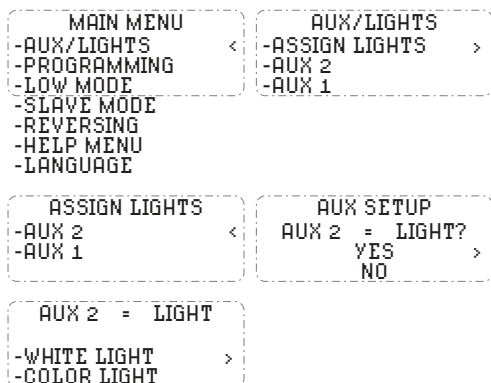 MAIN MENU
-AUX/LIGHTS <
-PROGRAMMING
-LOW MODE
-SLAVE MODE
-REVERSING
-HELP MENU
-LANGUAGE
AUX/LIGHTS
-ASSIGN LIGHTS >
-AUX 2
-AUX 1
ASSIGN LIGHTS
-AUX 2 <
-AUX 1
AUX SETUP
AUX 2 = LIGHT?
YES >
NO
AUX 2 = LIGHT
-WHITE LIGHT >
-COLOR LIGHT